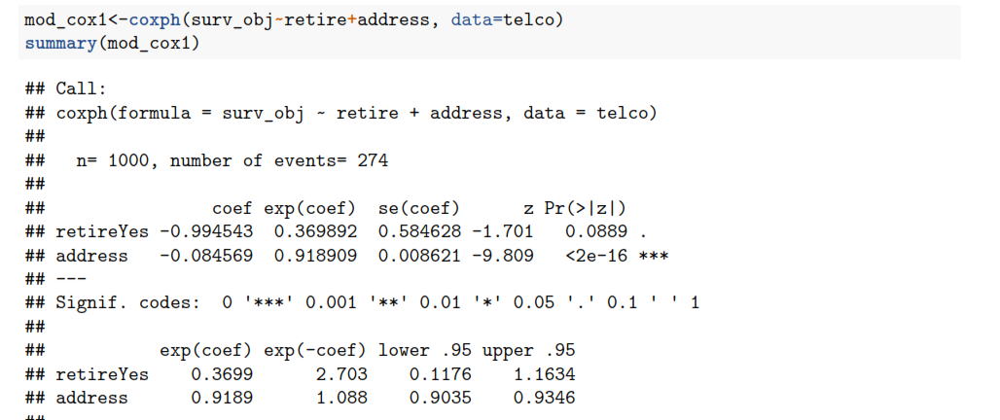 mod_cox1<-coxph(surv_obj~retire+address, data=telco)
summary(mod_cox1)
## Call:
## coxph(formula = surv_obj ~ retire + address, data = telco)
##
##   n= 1000, number of events= 274
##
##               coef exp(coef)  se(coef)      z Pr(>|z|)
## retireYes -0.994543  0.369892  0.584628 -1.701   0.0889 .
## address   -0.084569  0.918909  0.008621 -9.809   <2e-16 ***
## ---
## Signif. codes:  0 '***' 0.001 '**' 0.01 '*' 0.05 '.' 0.1 ' ' 1
##
##           exp(coef) exp(-coef) lower .95 upper .95
## retireYes    0.3699      2.703    0.1176    1.1634
## address      0.9189      1.088    0.9035    0.9346
##